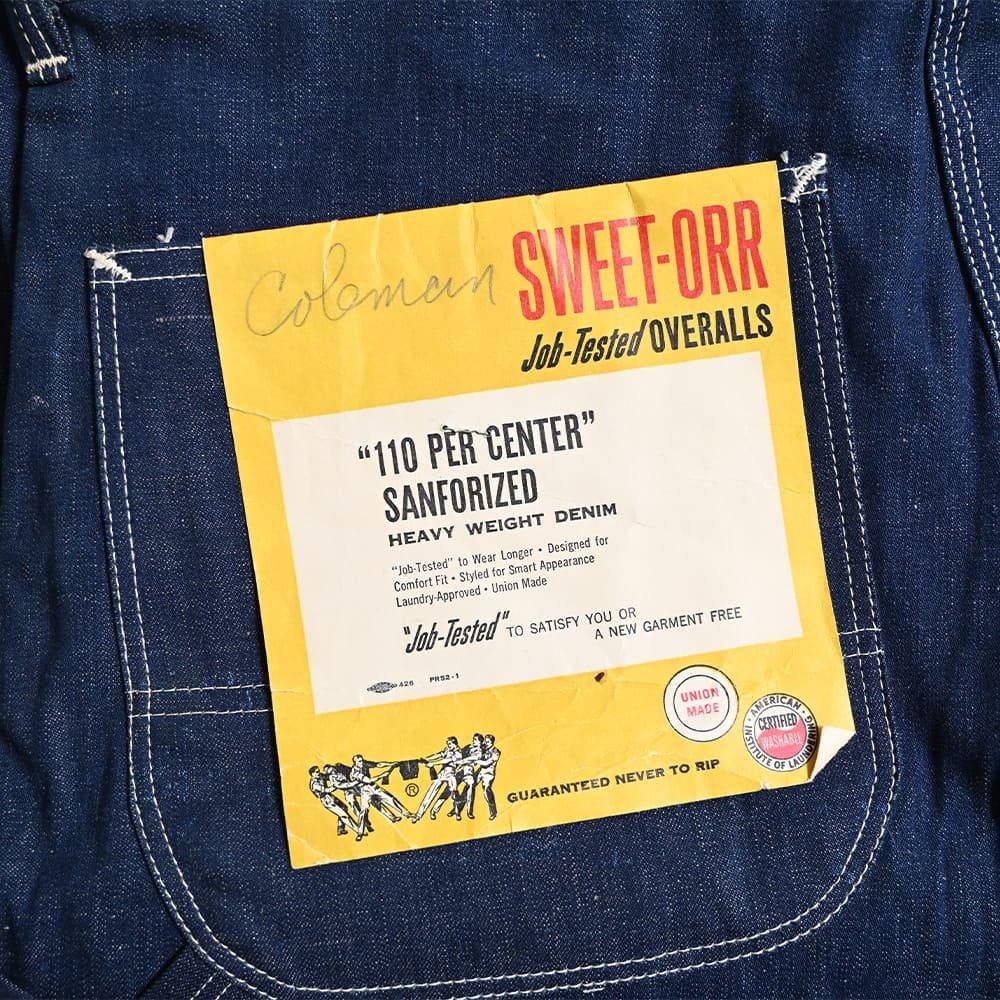 Coleman
SWEET-ORR
Job-Tested OVERALLS
“110 PER CENTER”
SANFORIZED
HEAVY WEIGHT DENIM
“Job-Tested” to Wear Longer • Designed for
Comfort Fit • Styled for Smart Appearance
Laundry-Approved • Union Made
"Job-Tested" TO SATISFY YOU OR
A NEW GARMENT FREE
426 PR52-1
UNION
MADE
AMERICAN
INSTITUTE OF LAUNDERING
CERTIFIED
WASHABLE
®
GUARANTEED NEVER TO RIP